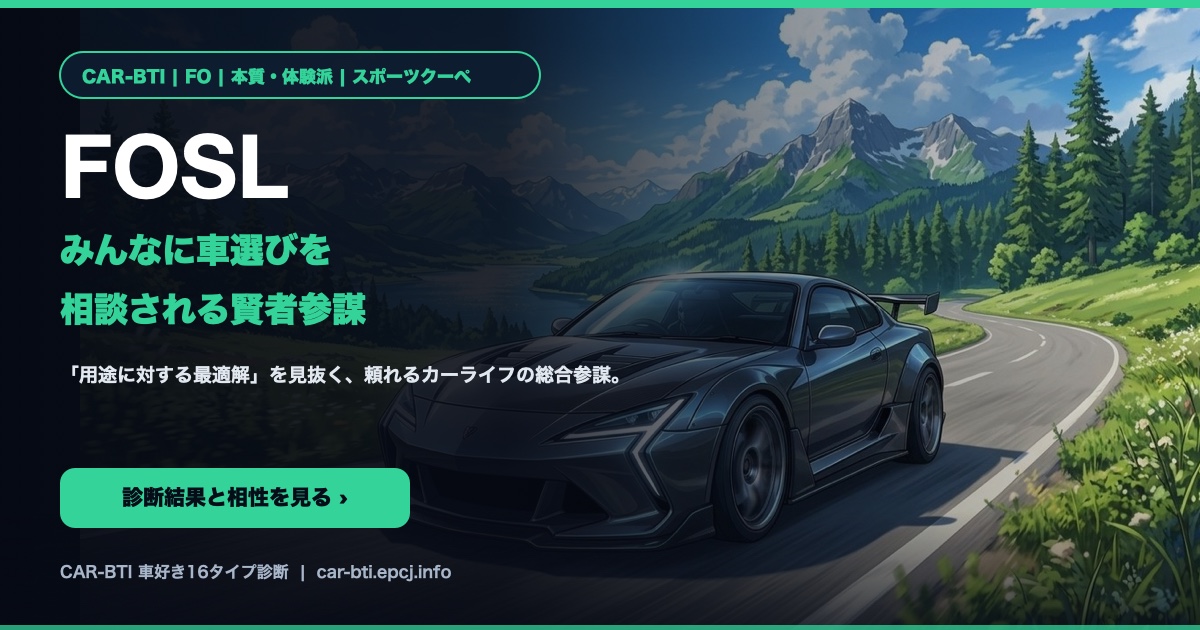 CAR-BTI | FO | 本質・体験派 | スポーツクーペ
FOSL
みんなに車選びを
相談される賢者参謀
「用途に対する最適解」を見抜く、頼れるカーライフの総合参謀。
診断結果と相性を見る ›
CAR-BTI 車好き16タイプ診断 | car-bti.epcj.info